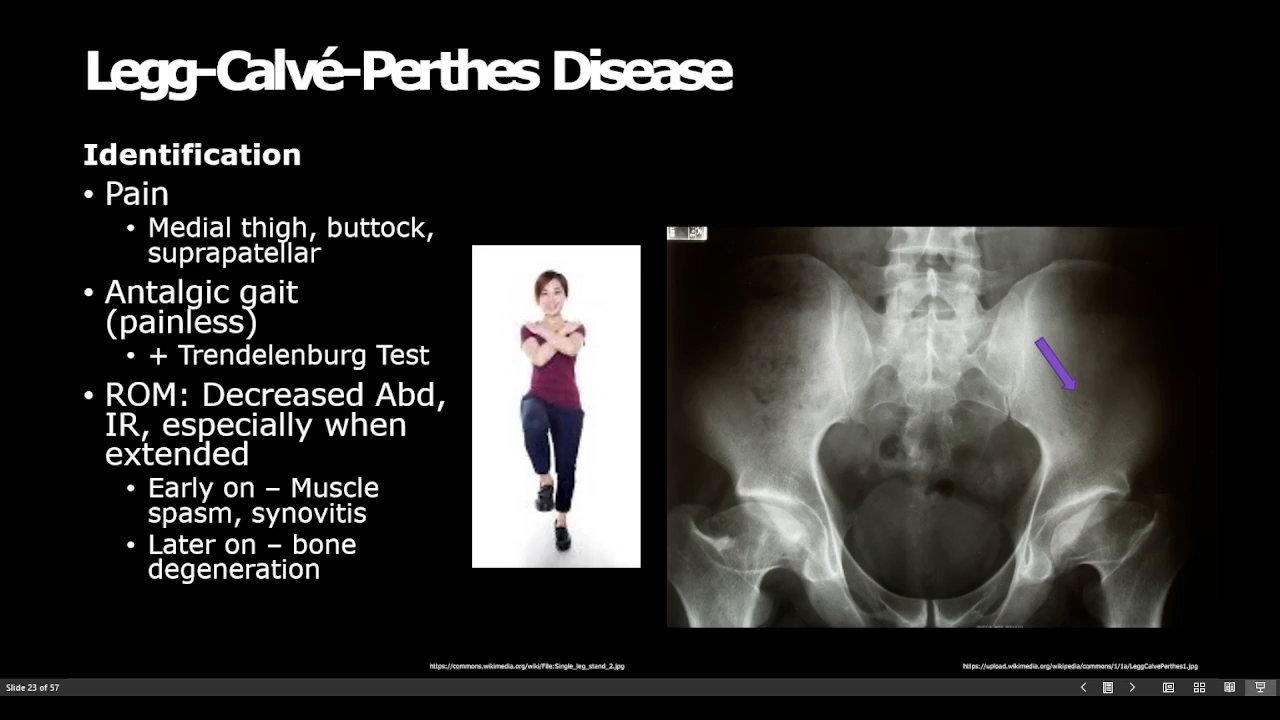 Legg-Calvé-Perthes Disease
Identification
• Pain
• Medial thigh, buttock,
suprapatellar
• Antalgic gait
(painless)
• + Trendelenburg Test
• ROM: Decreased Abd,
IR, especially when
extended
• Early on – Muscle
spasm, synovitis
• Later on – bone
degeneration
https://commons.wikimedia.org/wiki/File:Single_leg_stand_2.jpg
https://upload.wikimedia.org/wikipedia/commons/1/1a/LeggCalvePerthes1.jpg
Slide 23 of 57